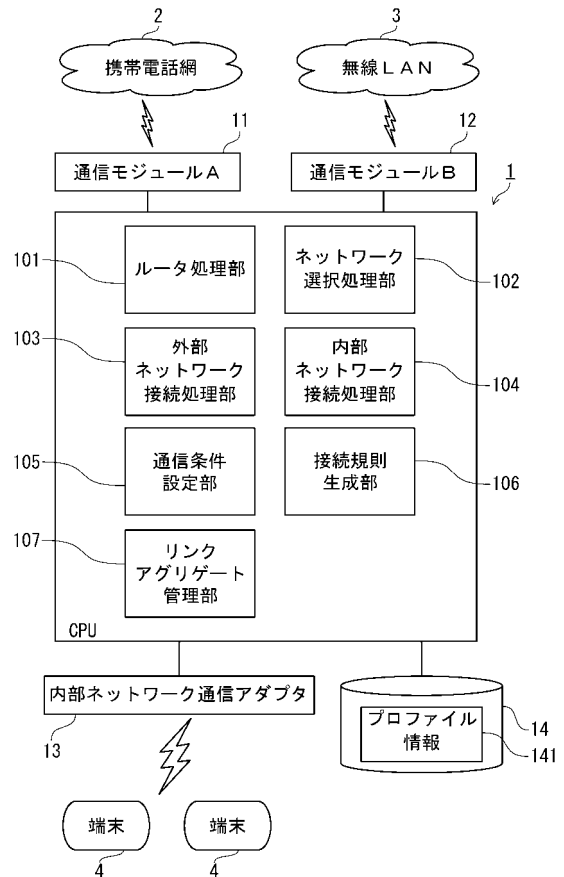 2
3
携帯電話網
無線LAN
11
12
通信モジュールA
通信モジュールB
1
101
ルータ処理部
ネットワーク
選択処理部
102
103
外部
ネットワーク
接続処理部
内部
ネットワーク
接続処理部
104
105
通信条件
設定部
接続規則
生成部
106
107
リンク
アグリゲート
管理部
CPU
内部ネットワーク通信アダプタ
13
プロファイル
情報
14
141
端末
端末
4
4